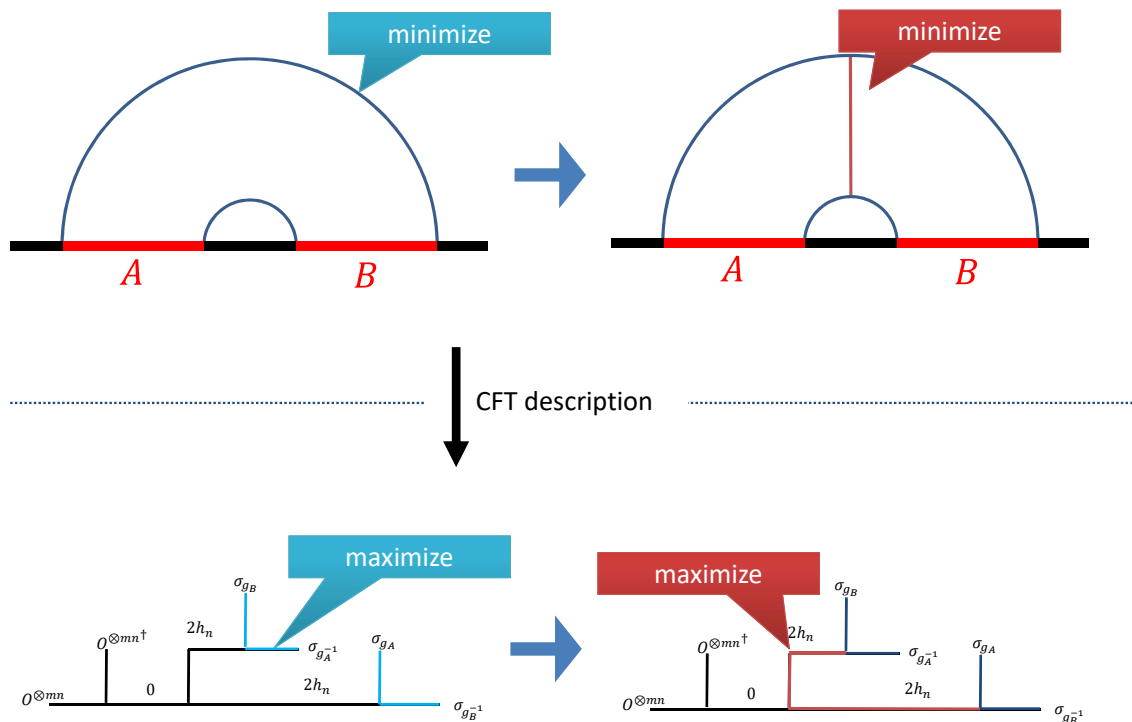 minimize
minimize
A
B
A
B
CFT description
maximize
maximize
σ_{g_B}
O^{⊗mn†}
2h_n
σ_{g_A^{-1}}
σ_{g_A}
0
2h_n
O^{⊗mn}
σ_{g_B^{-1}}
σ_{g_B}
O^{⊗mn†}
2h_n
σ_{g_A^{-1}}
σ_{g_A}
0
2h_n
O^{⊗mn}
σ_{g_B^{-1}}